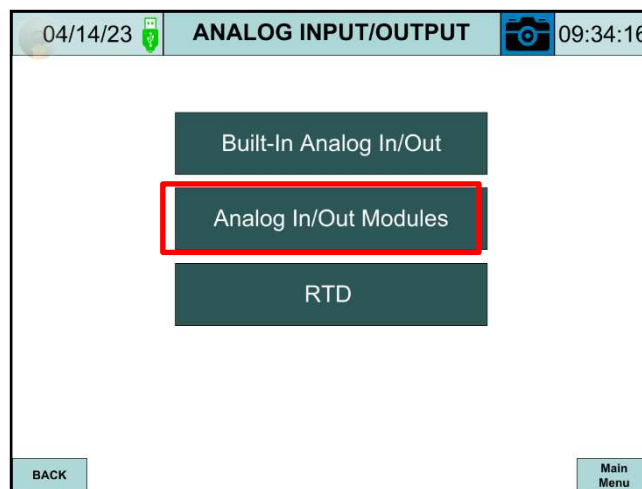 04/14/23 ANALOG INPUT/OUTPUT 09:34:16
Built-In Analog In/Out
Analog In/Out Modules
RTD
BACK
Main
Menu